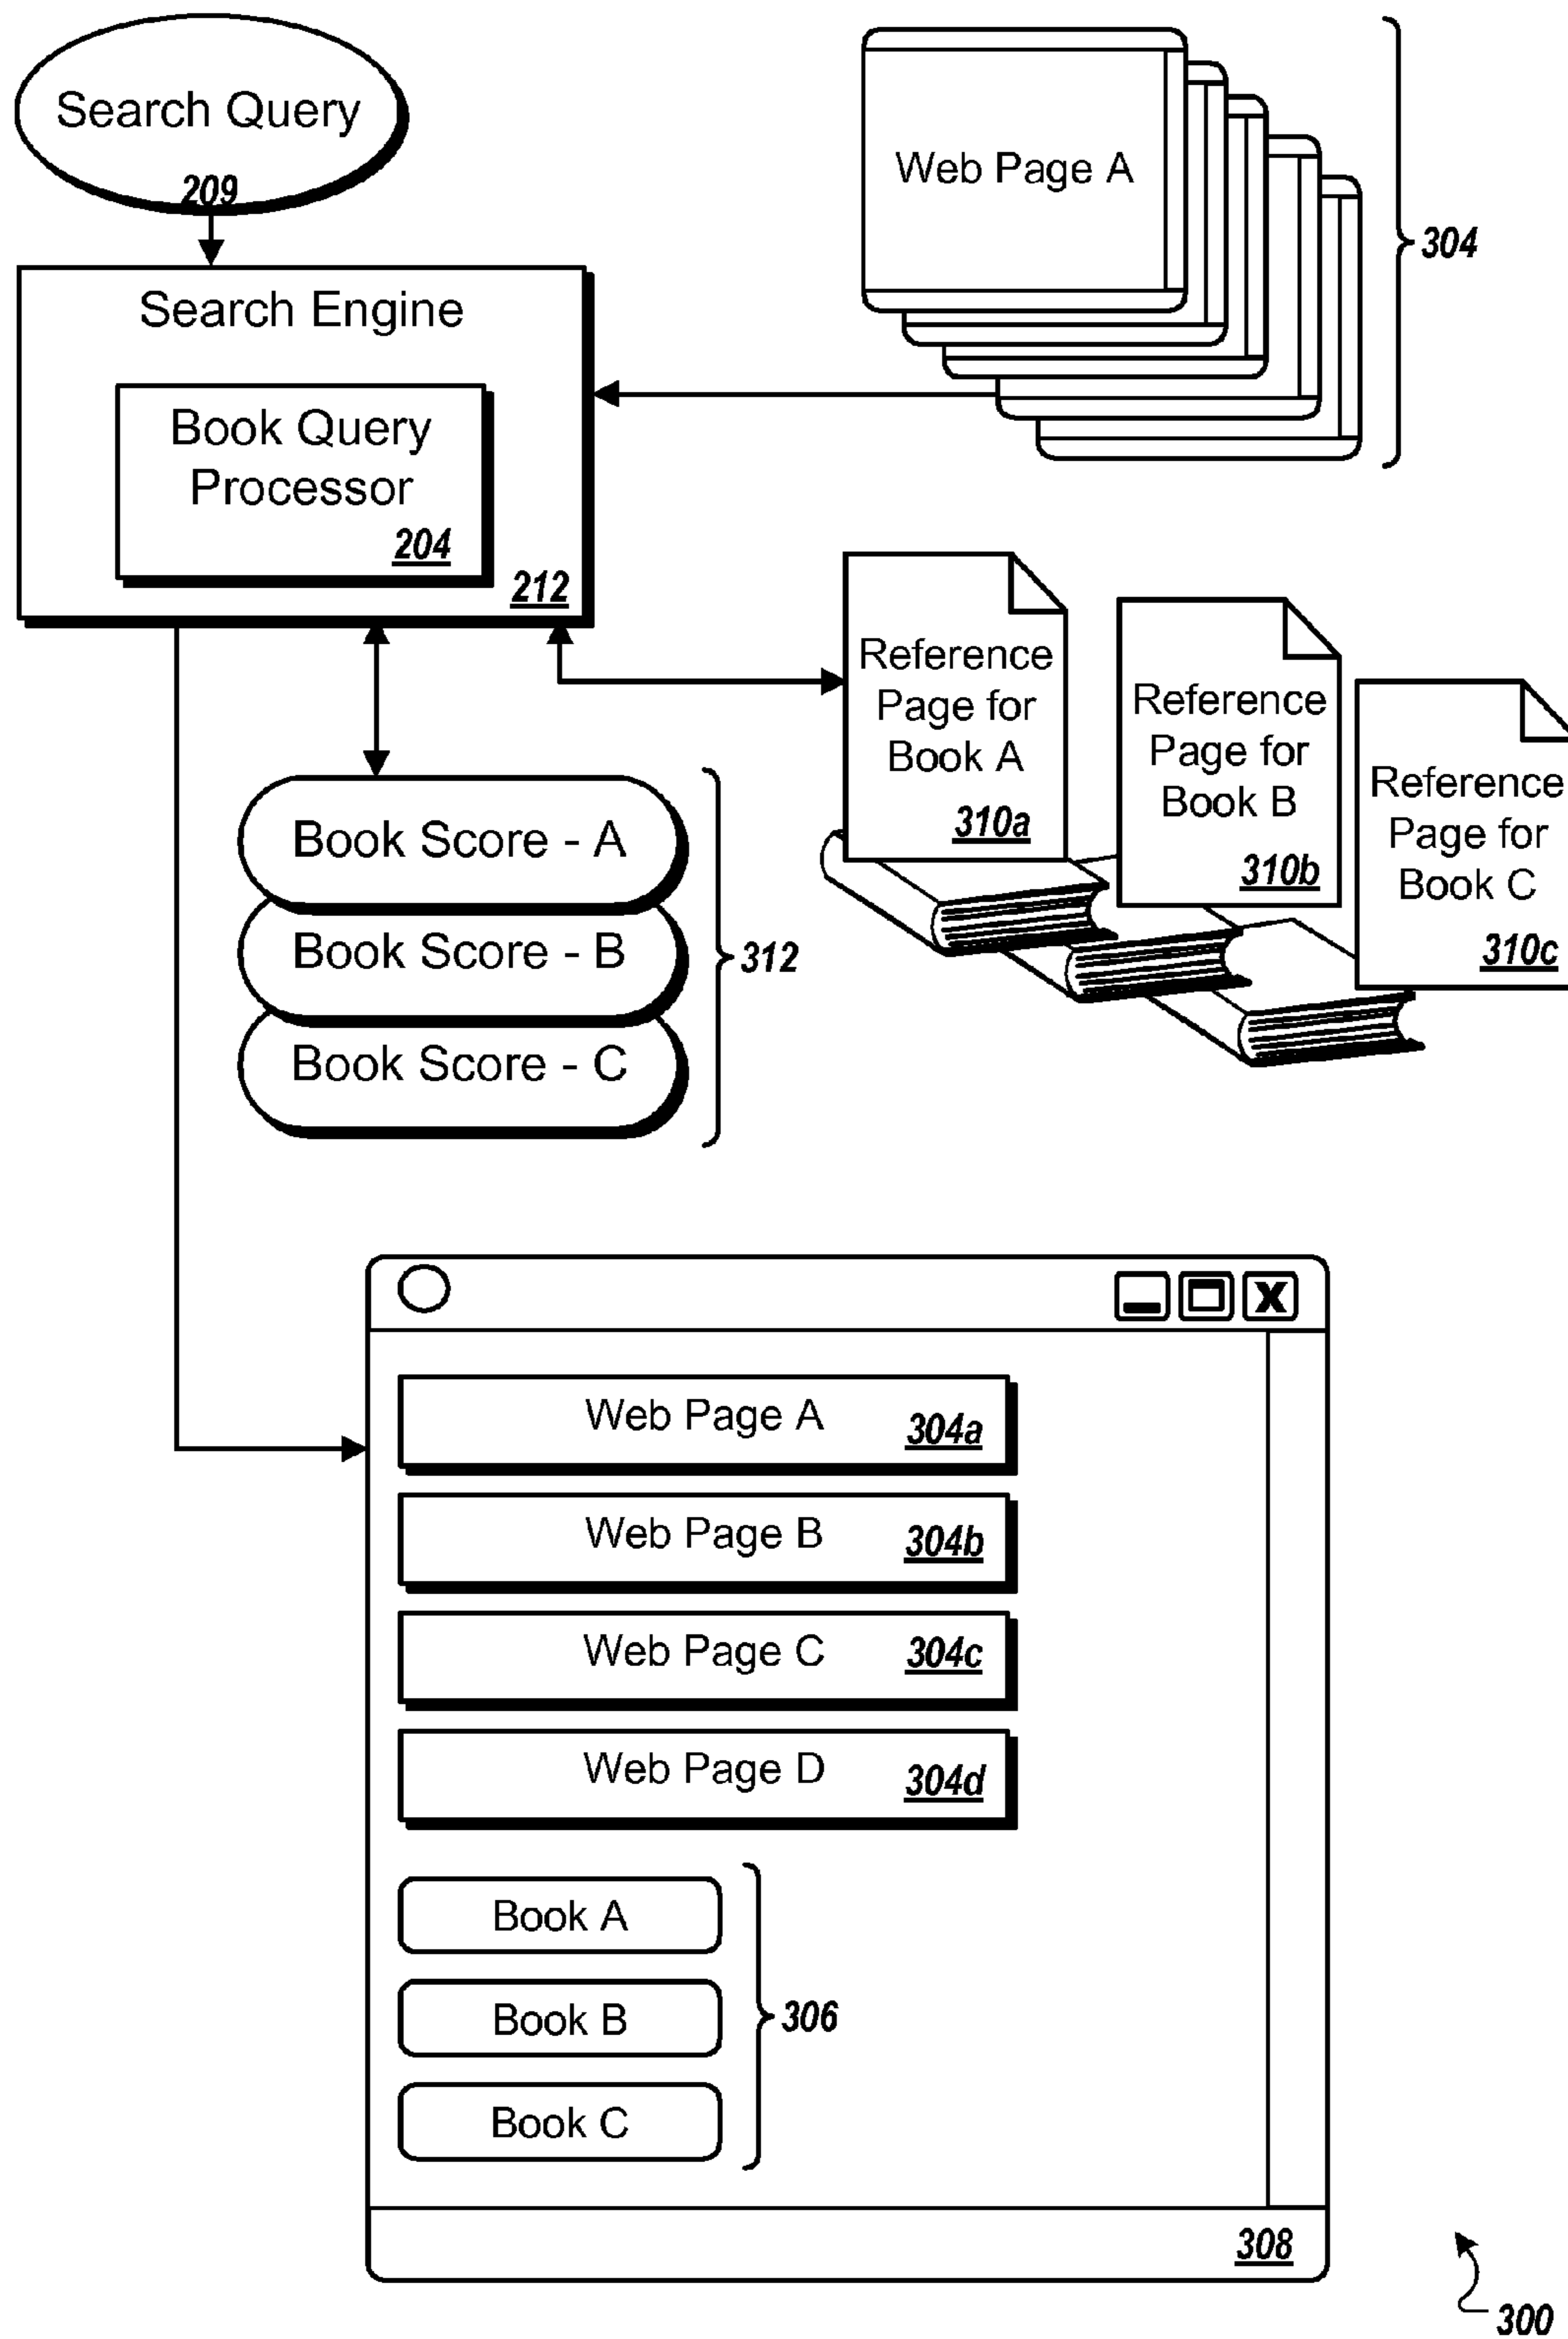 Search Query
209
Search Engine
Book Query
Processor
204
212
Web Page A
304
Reference
Page for
Book A
310a
Reference
Page for
Book B
310b
Reference
Page for
Book C
310c
Book Score - A
Book Score - B
Book Score - C
312
Web Page A
304a
Web Page B
304b
Web Page C
304c
Web Page D
304d
Book A
Book B
Book C
306
308
300